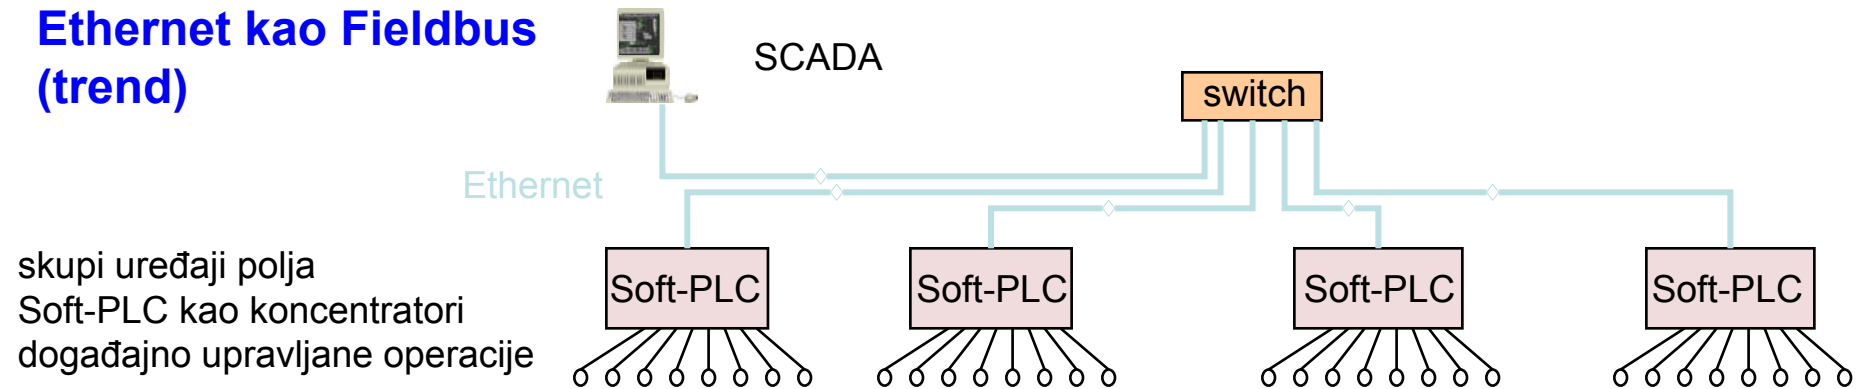 Ethernet kao Fieldbus
(trend)
SCADA
switch
Ethernet
skupi uređaji polja
Soft-PLC kao koncentratori
događajno upravljane operacije
Soft-PLC
Soft-PLC
Soft-PLC
Soft-PLC